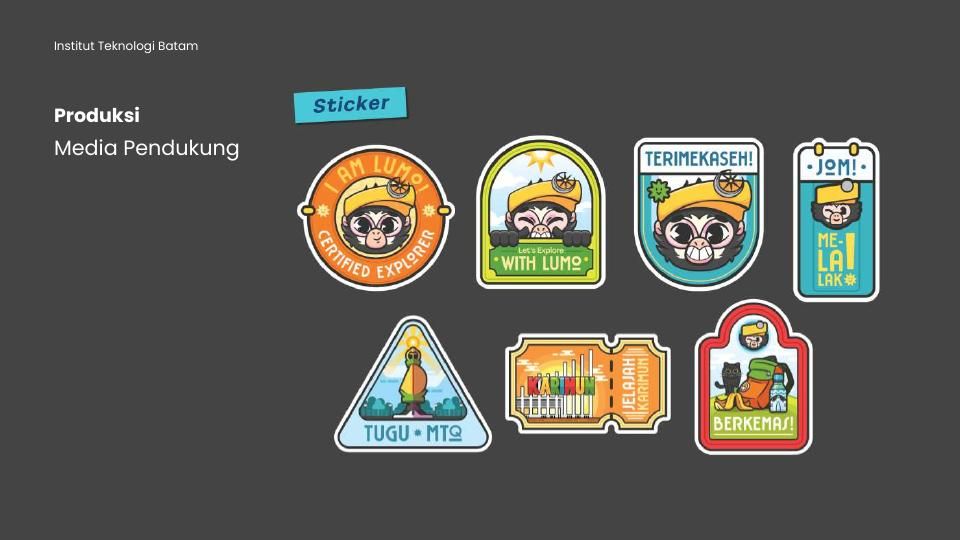 Institut Teknologi Batam
Produksi
Media Pendukung
Sticker
I AM LUMO!
CERTIFIED EXPLORER
Let's Explore
WITH LUMO
TERIMEKASEH!
JOM!
ME-
LA
LAK
!
TUGU MTQ
KARIMUN
JELAJAH
KARIMUN
BERKEMAS!